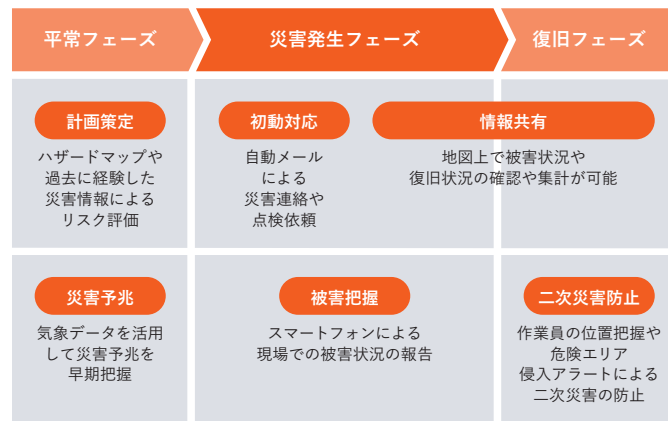 平常フェーズ
災害発生フェーズ
復旧フェーズ
計画策定
ハザードマップや
過去に経験した
災害情報による
リスク評価
初動対応
自動メール
による
災害連絡や
点検依頼
情報共有
地図上で被害状況や
復旧状況の確認や集計が可能
災害予兆
気象データを活用
して災害予兆を
早期把握
被害把握
スマートフォンによる
現場での被害状況の報告
二次災害防止
作業員の位置把握や
危険エリア
侵入アラートによる
二次災害の防止